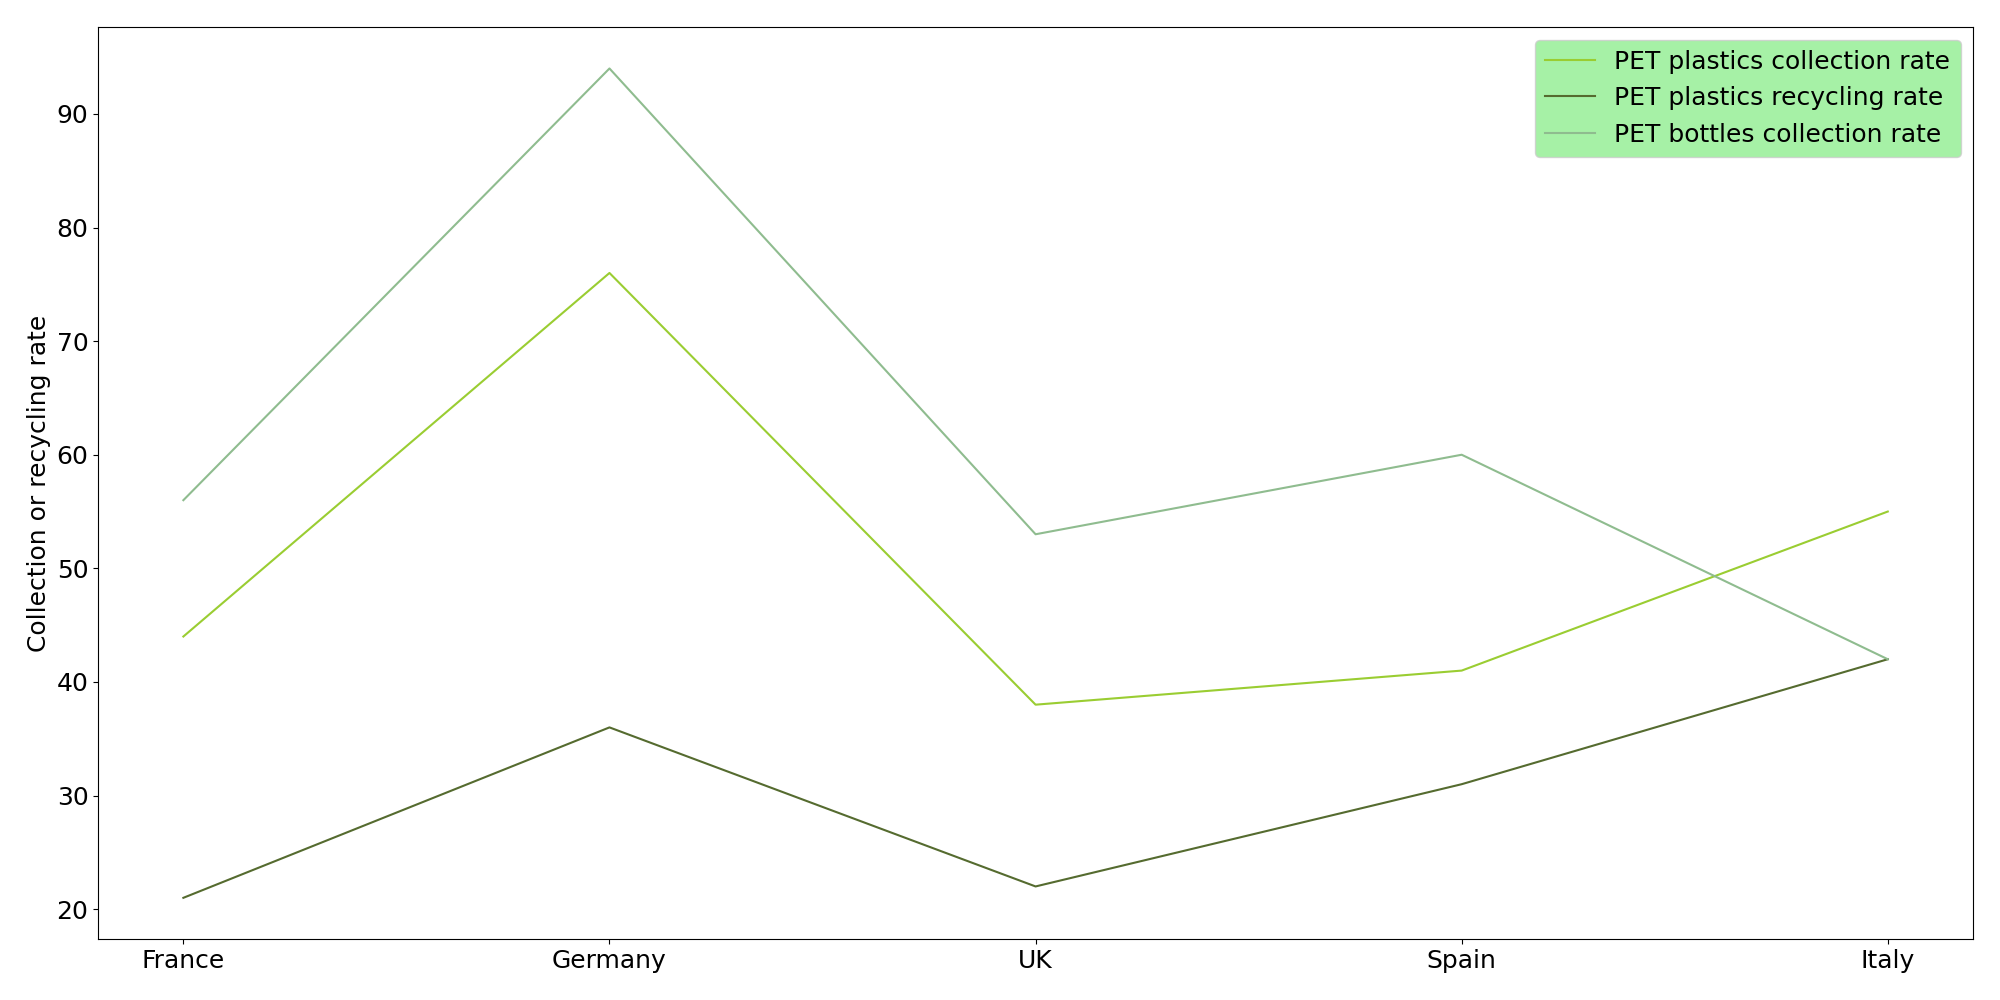 PET plastics collection rate
PET plastics recycling rate
PET bottles collection rate
Collection or recycling rate
90
80
70
60
50
40
30
20
France
Germany
UK
Spain
Italy